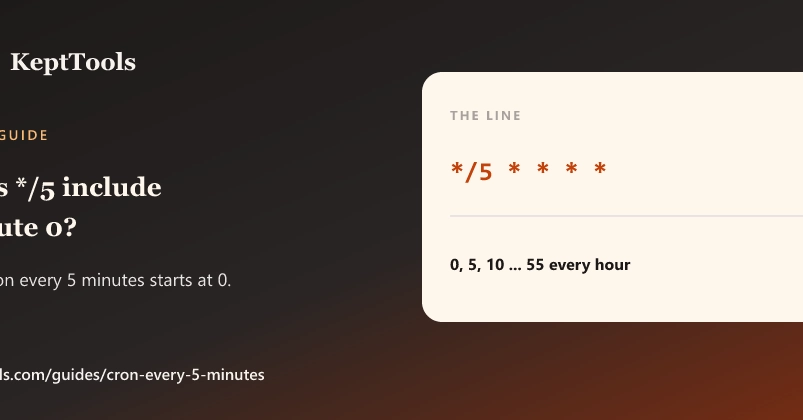 KeptTools
GUIDE
s */5 include
ute 0?
on every 5 minutes starts at 0.
ls.com/guides/cron-every-5-minutes
THE LINE
*/5 * * * *
0, 5, 10 ... 55 every hour